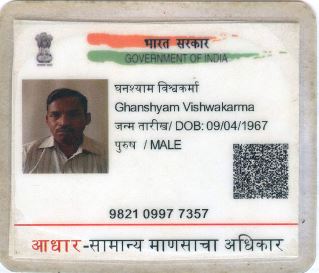 भारत सरकार
GOVERNMENT OF INDIA
घनश्याम विश्वकर्मा
Ghanshyam Vishwakarma
जन्म तारीख/ DOB: 09/04/1967
पुरुष / MALE
9821 0997 7357
आधार-सामान्य माणसाचा अधिकार